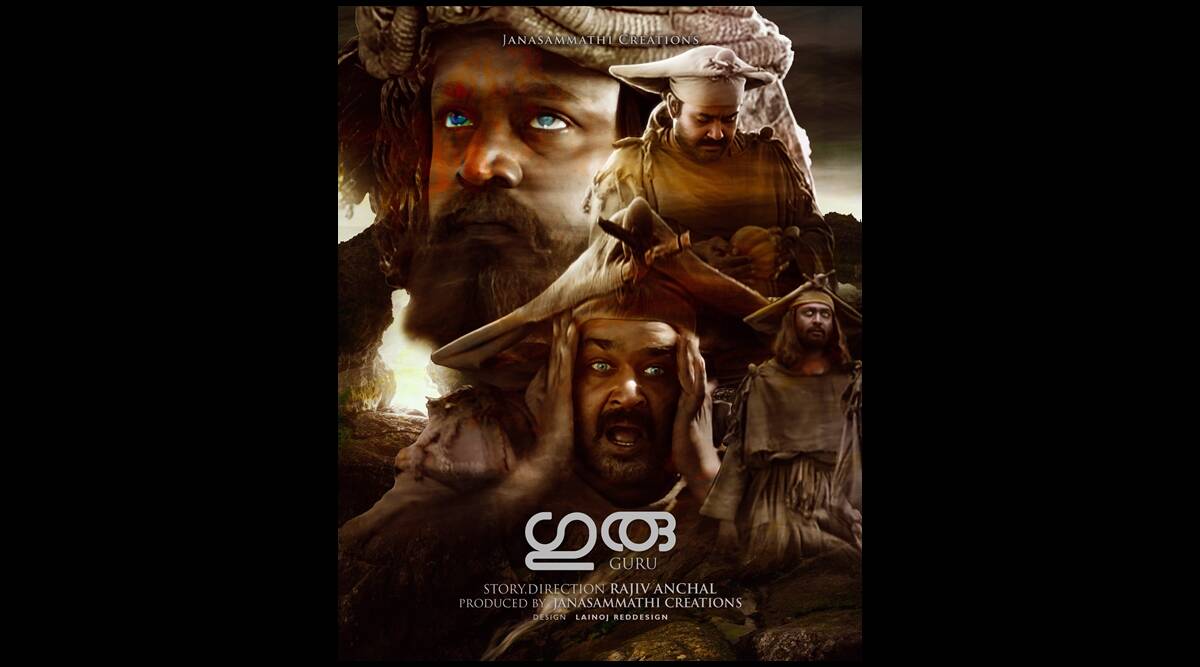 JANASAMMATHI CREATIONS
ഗുരു
GURU
STORY.DIRECTION RAJIV ANCHAL
PRODUCED BY. JANASAMMATHI CREATIONS
DESIGN LAINOJ REDDESIGN